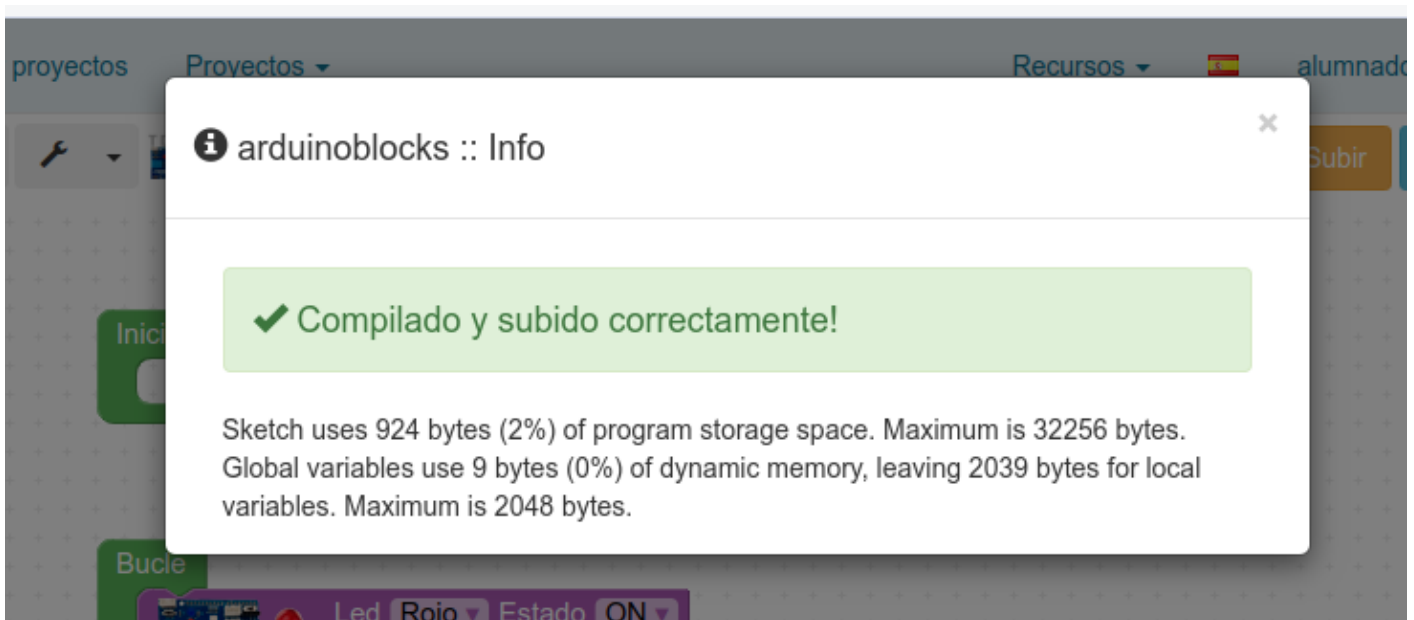 proyectos Proyectos Recursos alumnado
arduinoblocks :: Info ×
Subir
Compilado y subido correctamente!
Sketch uses 924 bytes (2%) of program storage space. Maximum is 32256 bytes.
Global variables use 9 bytes (0%) of dynamic memory, leaving 2039 bytes for local
variables. Maximum is 2048 bytes.
Bucle
Led Rojo Estado ON